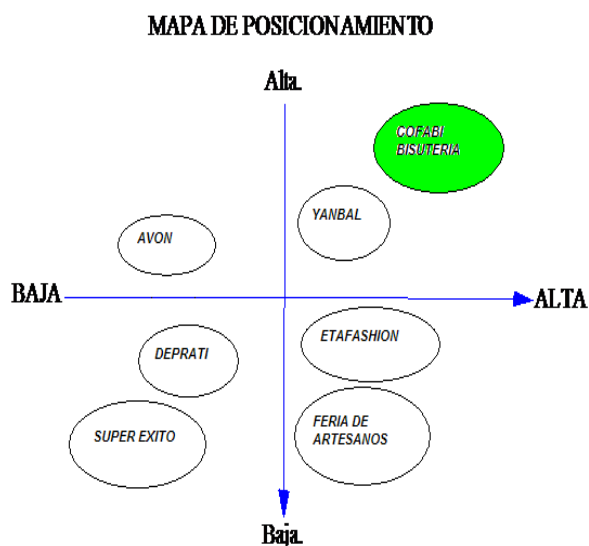 MAPA DE POSICIONAMIENTO
Alta.
COFABI
BISUTERIA
YANBAL
AVON
BAJA
ALTA
ETAFASHION
DEPRATI
FERIA DE
ARTESANOS
SUPER EXITO
Baja.